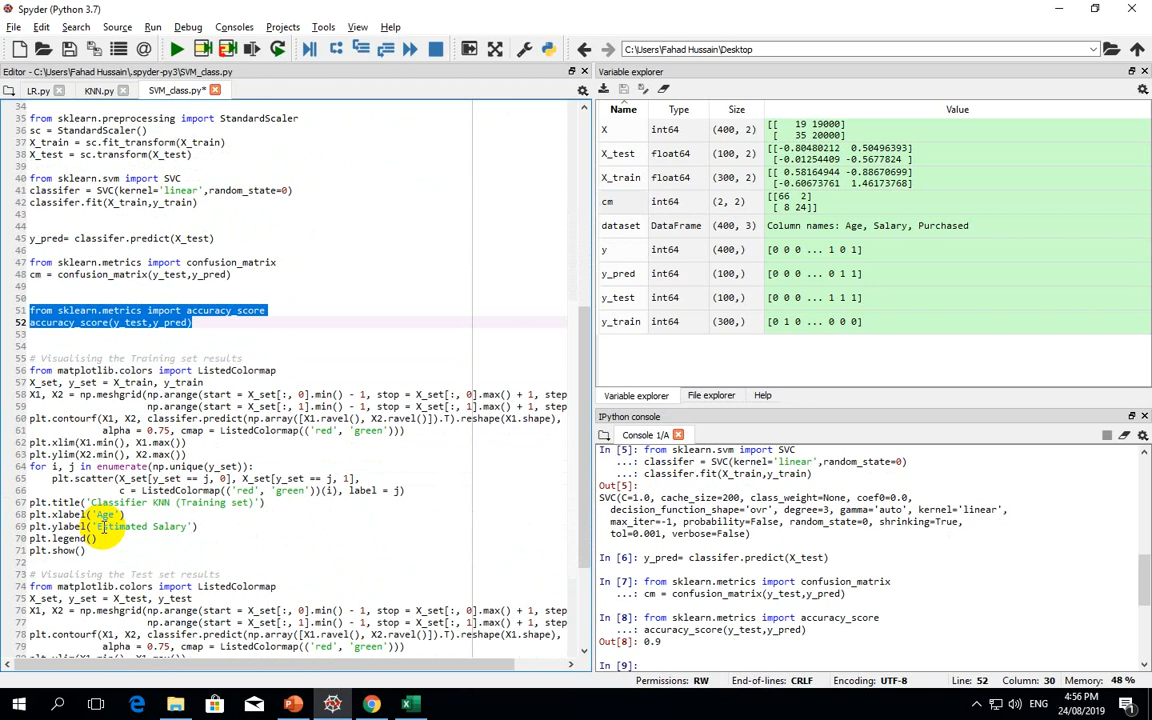 Spyder (Python 3.7)
File Edit Search Source Run Debug Consoles Projects Tools View Help
C:\Users\Fahad Hussain\Desktop
Editor - C:\Users\Fahad Hussain\.spyder-py3\SVM_class.py
LR.py KNN.py SVM_class.py*
34
35 from sklearn.preprocessing import StandardScaler
36 sc = StandardScaler()
37 X_train = sc.fit_transform(X_train)
38 X_test = sc.transform(X_test)
39
40 from sklearn.svm import SVC
41 classifer = SVC(kernel='linear',random_state=0)
42 classifer.fit(X_train,y_train)
43
44
45 y_pred= classifer.predict(X_test)
46
47 from sklearn.metrics import confusion_matrix
48 cm = confusion_matrix(y_test,y_pred)
49
50
51 from sklearn.metrics import accuracy_score
52 accuracy_score(y_test,y_pred)
53
54
55 # Visualising the Training set results
56 from matplotlib.colors import ListedColormap
57 X_set, y_set = X_train, y_train
58 X1, X2 = np.meshgrid(np.arange(start = X_set[:, 0].min() - 1, stop = X_set[:, 0].max() + 1, step
59 np.arange(start = X_set[:, 1].min() - 1, stop = X_set[:, 1].max() + 1, step
60 plt.contourf(X1, X2, classifer.predict(np.array([X1.ravel(), X2.ravel()]).T).reshape(X1.shape),
61 alpha = 0.75, cmap = ListedColormap(('red', 'green')))
62 plt.xlim(X1.min(), X1.max())
63 plt.ylim(X2.min(), X2.max())
64 for i, j in enumerate(np.unique(y_set)):
65 plt.scatter(X_set[y_set == j, 0], X_set[y_set == j, 1],
66 c = ListedColormap(('red', 'green'))(i), label = j)
67 plt.title('Classifier KNN (Training set)')
68 plt.xlabel('Age')
69 plt.ylabel('Estimated Salary')
70 plt.legend()
71 plt.show()
72
73 # Visualising the Test set results
74 from matplotlib.colors import ListedColormap
75 X_set, y_set = X_test, y_test
76 X1, X2 = np.meshgrid(np.arange(start = X_set[:, 0].min() - 1, stop = X_set[:, 0].max() + 1, step
77 np.arange(start = X_set[:, 1].min() - 1, stop = X_set[:, 1].max() + 1, step
78 plt.contourf(X1, X2, classifer.predict(np.array([X1.ravel(), X2.ravel()]).T).reshape(X1.shape),
79 alpha = 0.75, cmap = ListedColormap(('red', 'green')))
Variable explorer
Name Type Size Value
X int64 (400, 2) [[ 19 19000]
[ 35 20000]
X_test float64 (100, 2) [[-0.80480212 0.50496393]
[-0.01254409 -0.5677824 ]
X_train float64 (300, 2) [[ 0.58164944 -0.88670699]
[-0.60673761 1.46173768]
cm int64 (2, 2) [[66 2]
[ 8 24]]
dataset DataFrame (400, 3) Column names: Age, Salary, Purchased
y int64 (400,) [0 0 0 ... 1 0 1]
y_pred int64 (100,) [0 0 0 ... 0 1 1]
y_test int64 (100,) [0 0 0 ... 1 1 1]
y_train int64 (300,) [0 1 0 ... 0 0 0]
Variable explorer File explorer Help
IPython console
Console 1/A
In [5]: from sklearn.svm import SVC
...: classifer = SVC(kernel='linear',random_state=0)
...: classifer.fit(X_train,y_train)
Out[5]:
SVC(C=1.0, cache_size=200, class_weight=None, coef0=0.0,
decision_function_shape='ovr', degree=3, gamma='auto', kernel='linear',
max_iter=-1, probability=False, random_state=0, shrinking=True,
tol=0.001, verbose=False)
In [6]: y_pred= classifer.predict(X_test)
In [7]: from sklearn.metrics import confusion_matrix
...: cm = confusion_matrix(y_test,y_pred)
In [8]: from sklearn.metrics import accuracy_score
...: accuracy_score(y_test,y_pred)
Out[8]: 0.9
In [9]:
Permissions: RW End-of-lines: CRLF Encoding: UTF-8 Line: 52 Column: 30 Memory: 48 %
ENG 4:56 PM
24/08/2019